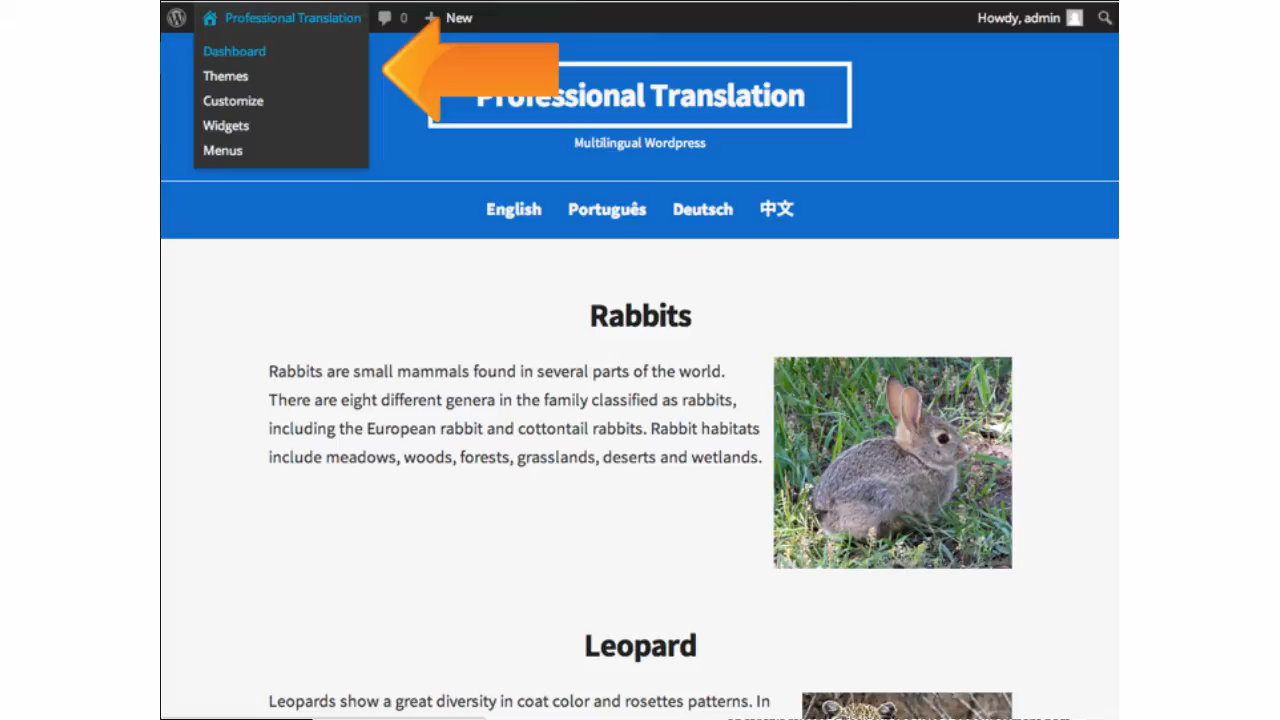 Professional Translation 0 New Howdy, admin
Dashboard
Themes
Customize
Widgets
Menus
Professional Translation
Multilingual Wordpress
English Português Deutsch 中文
Rabbits
Rabbits are small mammals found in several parts of the world.
There are eight different genera in the family classified as rabbits,
including the European rabbit and cottontail rabbits. Rabbit habitats
include meadows, woods, forests, grasslands, deserts and wetlands.
Leopard
Leopards show a great diversity in coat color and rosettes patterns. In